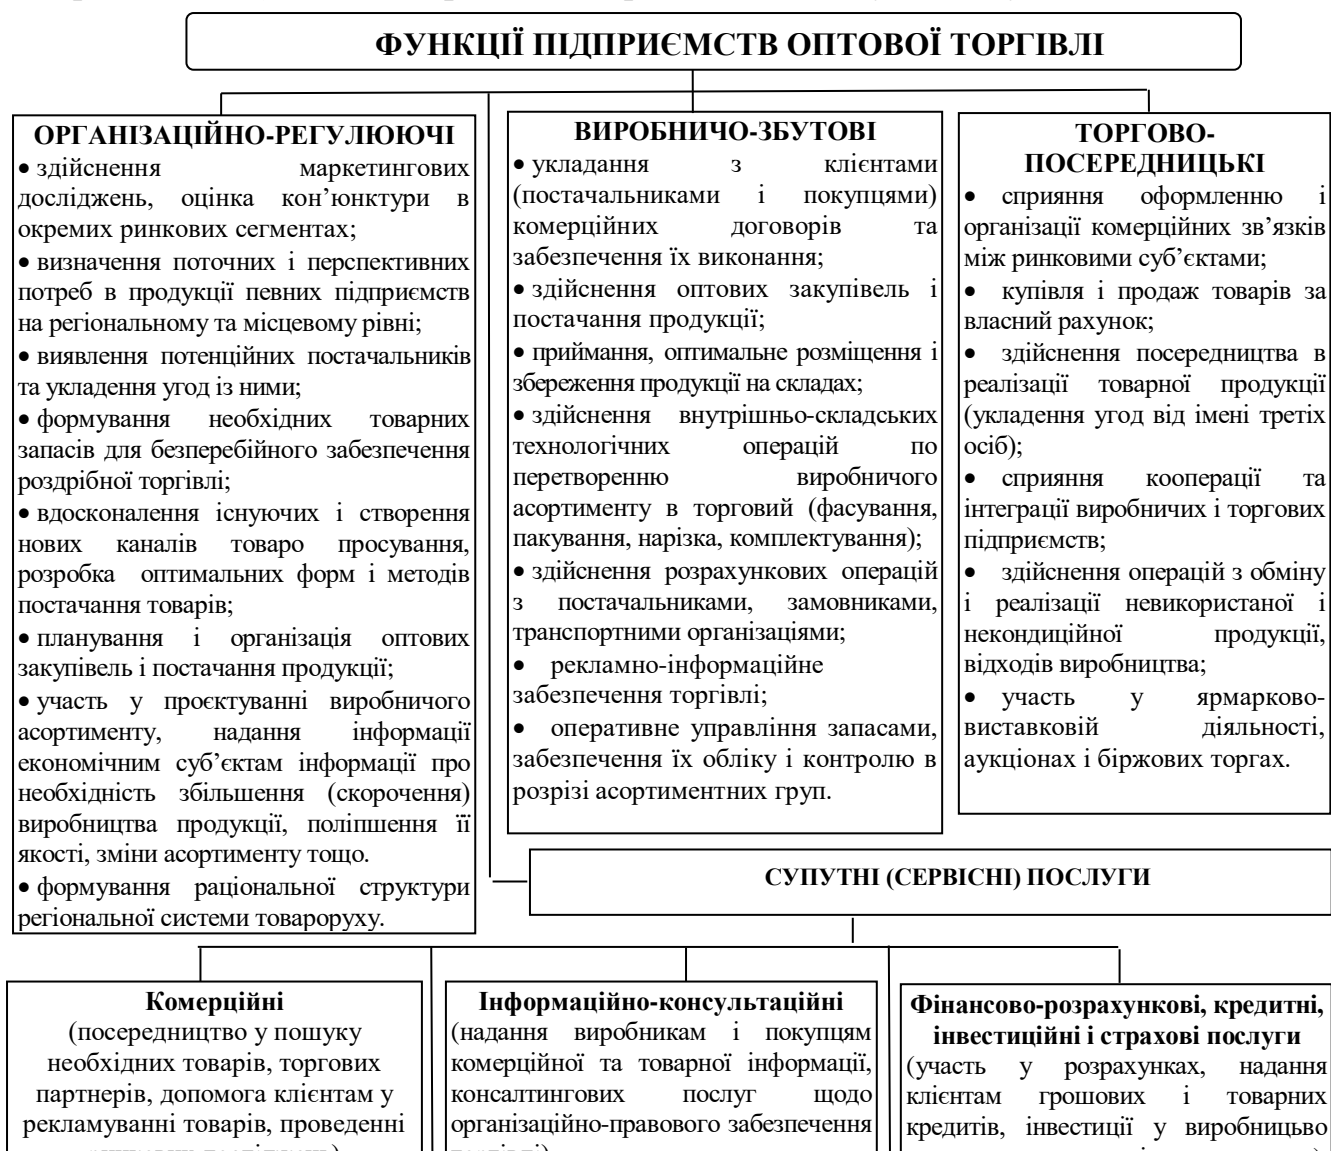 ФУНКЦІЇ ПІДПРИЄМСТВ ОПТОВОЇ ТОРГІВЛІ
ОРГАНІЗАЦІЙНО-РЕГУЛЮЮЧІ
• здійснення маркетингових
досліджень, оцінка кон’юнктури в
окремих ринкових сегментах;
• визначення поточних і перспективних
потреб в продукції певних підприємств
на регіональному та місцевому рівні;
• виявлення потенційних постачальників
та укладення угод із ними;
• формування необхідних товарних
запасів для безперебійного забезпечення
роздрібної торгівлі;
• вдосконалення існуючих і створення
нових каналів товаро просування,
розробка оптимальних форм і методів
постачання товарів;
• планування і організація оптових
закупівель і постачання продукції;
• участь у проєктуванні виробничого
асортименту, надання інформації
економічним суб’єктам інформації про
необхідність збільшення (скорочення)
виробництва продукції, поліпшення її
якості, зміни асортименту тощо.
• формування раціональної структури
регіональної системи товароруху.
ВИРОБНИЧО-ЗБУТОВІ
• укладання з клієнтами
(постачальниками і покупцями)
комерційних договорів та
забезпечення їх виконання;
• здійснення оптових закупівель і
постачання продукції;
• приймання, оптимальне розміщення і
збереження продукції на складах;
• здійснення внутрішньо-складських
технологічних операцій по
перетворенню виробничого
асортименту в торговий (фасування,
пакування, нарізка, комплектування);
• здійснення розрахункових операцій
з постачальниками, замовниками,
транспортними організаціями;
• рекламно-інформаційне
забезпечення торгівлі;
• оперативне управління запасами,
забезпечення їх обліку і контролю в
розрізі асортиментних груп.
ТОРГОВО-
ПОСЕРЕДНИЦЬКІ
• сприяння оформленню і
організації комерційних зв’язків
між ринковими суб’єктами;
• купівля і продаж товарів за
власний рахунок;
• здійснення посередництва в
реалізації товарної продукції
(укладення угод від імені третіх
осіб);
• сприяння кооперації та
інтеграції виробничих і торгових
підприємств;
• здійснення операцій з обміну
і реалізації невикористаної і
некондиційної продукції,
відходів виробництва;
• участь у ярмарково-
виставковій діяльності,
аукціонах і біржових торгах.
СУПУТНІ (СЕРВІСНІ) ПОСЛУГИ
Комерційні
(посередництво у пошуку
необхідних товарів, торгових
партнерів, допомога клієнтам у
рекламуванні товарів, проведенні
Інформаційно-консультаційні
(надання виробникам і покупцям
комерційної та товарної інформації,
консалтингових послуг щодо
організаційно-правового забезпечення
Фінансово-розрахункові, кредитні,
інвестиційні і страхові послуги
(участь у розрахунках, надання
клієнтам грошових і товарних
кредитів, інвестиції у виробницьво